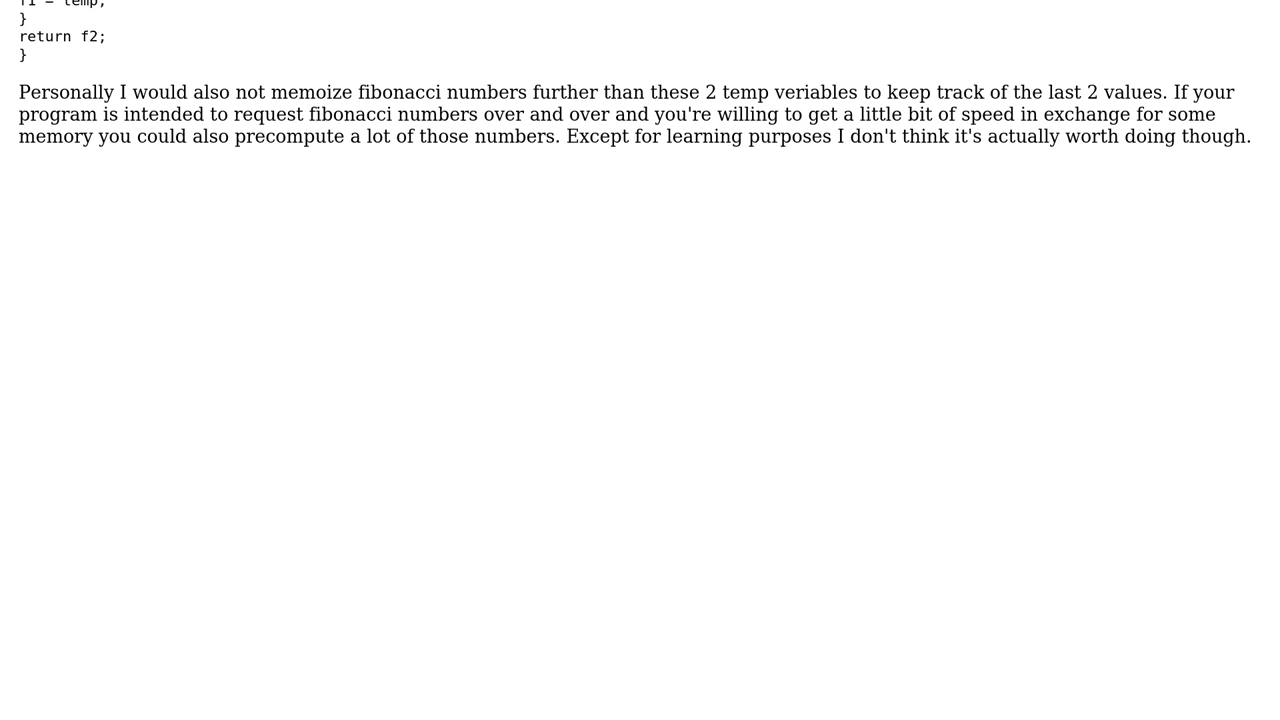 f1 = temp;
}
return f2;
}
Personally I would also not memoize fibonacci numbers further than these 2 temp veriables to keep track of the last 2 values. If your
program is intended to request fibonacci numbers over and over and you're willing to get a little bit of speed in exchange for some
memory you could also precompute a lot of those numbers. Except for learning purposes I don't think it's actually worth doing though.